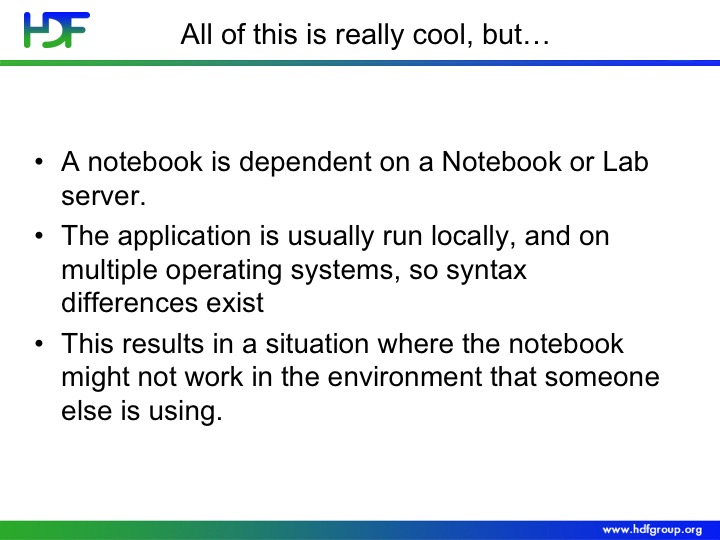 HDF
All of this is really cool, but…
• A notebook is dependent on a Notebook or Lab
server.
• The application is usually run locally, and on
multiple operating systems, so syntax
differences exist
• This results in a situation where the notebook
might not work in the environment that someone
else is using.
www.hdfgroup.org